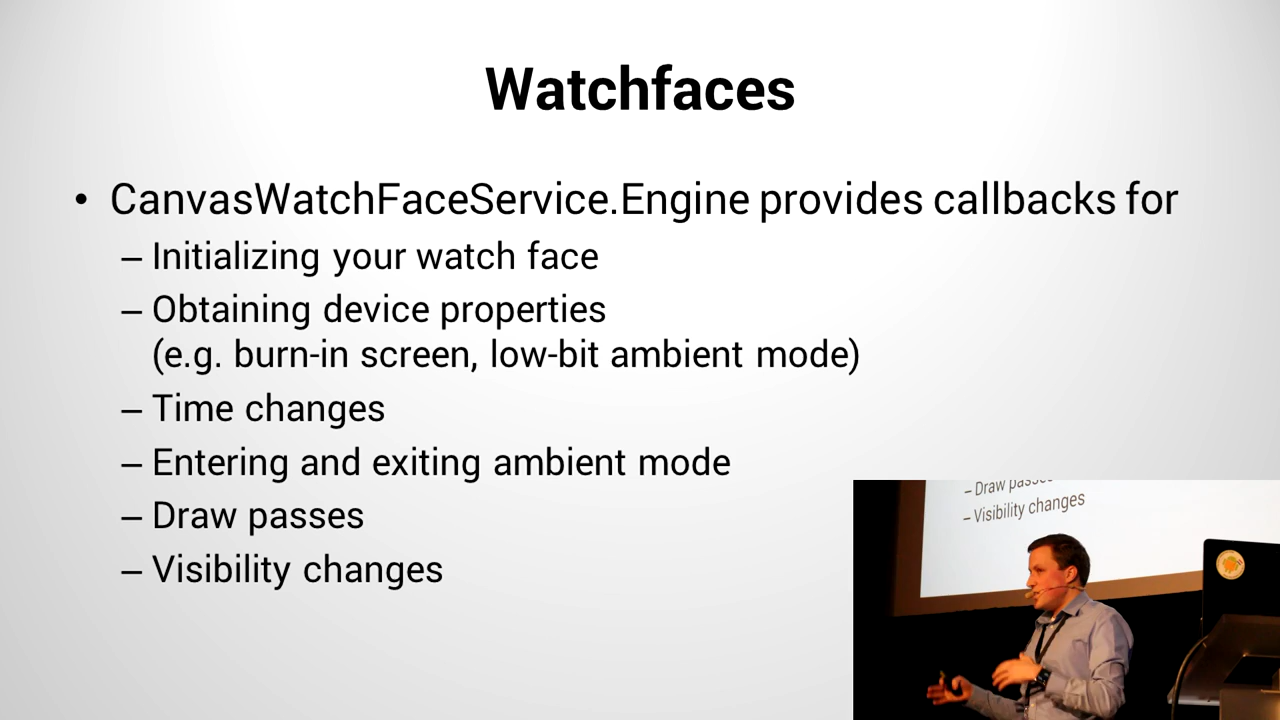 Watchfaces
• CanvasWatchFaceService.Engine provides callbacks for
– Initializing your watch face
– Obtaining device properties
(e.g. burn-in screen, low-bit ambient mode)
– Time changes
– Entering and exiting ambient mode
– Draw passes
– Visibility changes
– Draw passes
– Visibility changes